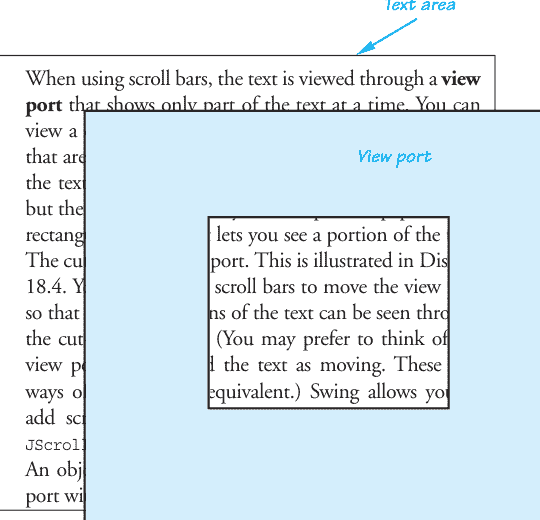 Text area
When using scroll bars, the text is viewed through a view
port that shows only part of the text at a time. You can
view a
that are
View port
the text
but the
rectang lets you see a portion of the
The cu port. This is illustrated in Dis
18.4. Y scroll bars to move the view
so that ns of the text can be seen thro
the cut (You may prefer to think of
view po d the text as moving. These
ways o equivalent.) Swing allows you
add scr
JScroll
An obj
port wi